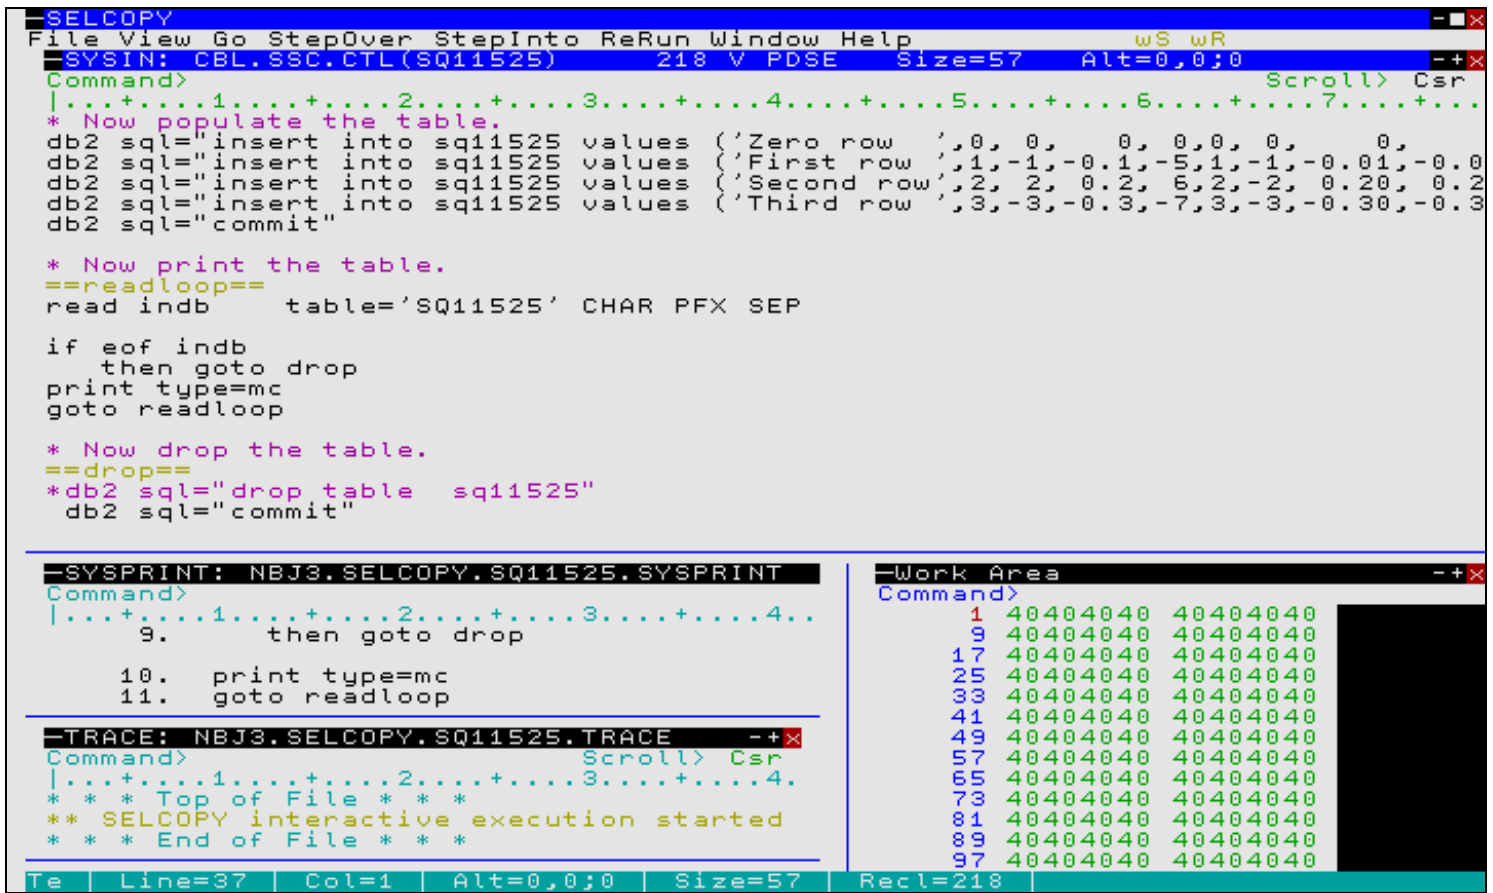 SELCOPY
File View Go StepOver StepInto ReRun Window Help wS wR
SYSIN: CBL.SSC.CTL(SQ11525) 218 V PDSE Size=57 Alt=0,0;0
Command> Scroll> Csr
|...+....1....+....2....+....3....+....4....+....5....+....6....+....7....+...
* Now populate the table.
db2 sql="insert into sq11525 values ('Zero row  ',0, 0,   0, 0,0, 0,    0,
db2 sql="insert into sq11525 values ('First row ',1,-1,-0.1,-5,1,-1,-0.01,-0.0
db2 sql="insert into sq11525 values ('Second row',2, 2, 0.2, 6,2,-2, 0.20, 0.2
db2 sql="insert into sq11525 values ('Third row ',3,-3,-0.3,-7,3,-3,-0.30,-0.3
db2 sql="commit"
* Now print the table.
==readloop==
read indb    table='SQ11525' CHAR PFX SEP
if eof indb
   then goto drop
print type=mc
goto readloop
* Now drop the table.
==drop==
*db2 sql="drop table  sq11525"
 db2 sql="commit"
SYSPRINT: NBJ3.SELCOPY.SQ11525.SYSPRINT
Command>
|...+....1....+....2....+....3....+....4..
9.     then goto drop
10.  print type=mc
11.  goto readloop
TRACE: NBJ3.SELCOPY.SQ11525.TRACE
Command> Scroll> Csr
|...+....1....+....2....+....3....+....4.
* * * Top of File * * *
** SELCOPY interactive execution started
* * * End of File * * *
Work Area
Command>
1 40404040 40404040
9 40404040 40404040
17 40404040 40404040
25 40404040 40404040
33 40404040 40404040
41 40404040 40404040
49 40404040 40404040
57 40404040 40404040
65 40404040 40404040
73 40404040 40404040
81 40404040 40404040
89 40404040 40404040
97 40404040 40404040
Te | Line=37 | Col=1 | Alt=0,0;0 | Size=57 | Recl=218 |